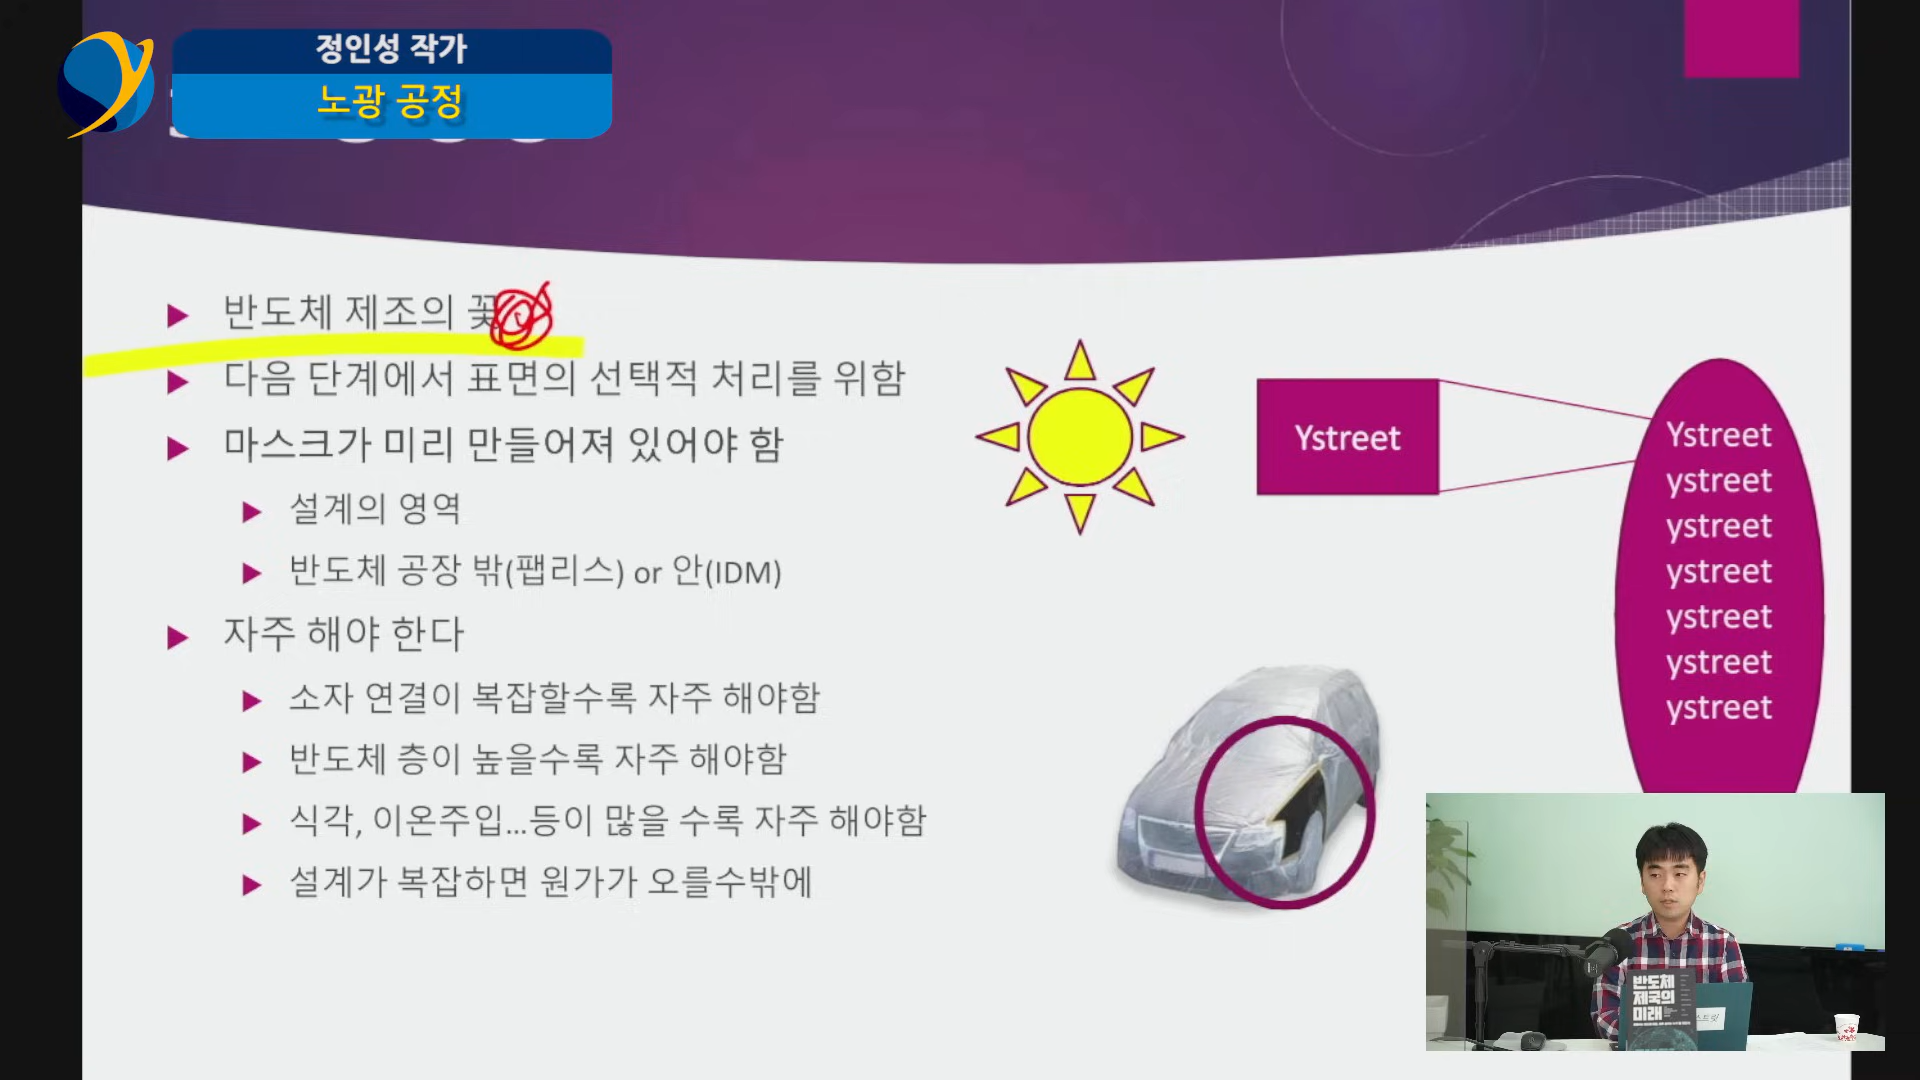 정인성 작가
노광 공정
반도체 제조의 꽃
다음 단계에서 표면의 선택적 처리를 위함
마스크가 미리 만들어져 있어야 함
설계의 영역
반도체 공장 밖(팹리스) or 안(IDM)
자주 해야 한다
소자 연결이 복잡할수록 자주 해야함
반도체 층이 높을수록 자주 해야함
식각, 이온주입...등이 많을 수록 자주 해야함
설계가 복잡하면 원가가 오를수밖에
Ystreet
Ystreet
ystreet
ystreet
ystreet
ystreet
ystreet
ystreet
반도체
제국의
미래